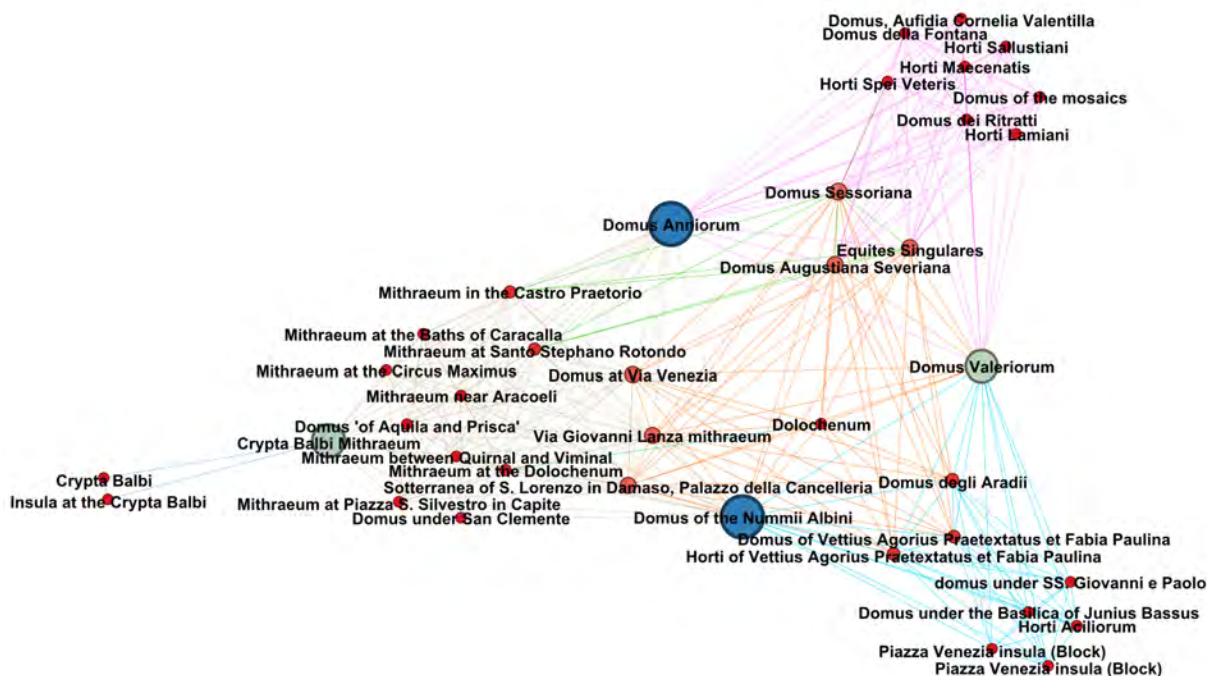 Domus, Aufidia Cornelia Valentilla
Domus della Fontana
Horti Sallustiani
Horti Maecenatis
Horti Spei Veteris
Domus of the mosaics
Domus dei Ritratti
Horti Lamiani
Domus Sessoriana
Domus Anniorum
Equites Singulares
Domus Augustiana Severiana
Mithraeum in the Castro Praetorio
Mithraeum at the Baths of Caracalla
Mithraeum at Santo Stephano Rotondo
Mithraeum at the Circus Maximus
Domus at Via Venezia
Domus Valeriorum
Mithraeum near Aracoeli
Domus 'of Aquila and Prisca'
Dolochenum
Crypta Balbi Mithraeum
Via Giovanni Lanza mithraeum
Mithraeum between Quirnal and Viminal
Mithraeum at the Dolochenum
Crypta Balbi
Sotterranea of S. Lorenzo in Damaso, Palazzo della Cancelleria
Domus degli Aradii
Insula at the Crypta Balbi
Mithraeum at Piazza S. Silvestro in Capite
Domus under San Clemente
Domus of the Nummii Albini
Domus of Vettius Agorius Praetextatus et Fabia Paulina
Horti of Vettius Agorius Praetextatus et Fabia Paulina
domus under SS. Giovanni e Paolo
Domus under the Basilica of Junius Bassus
Horti Aciliorum
Piazza Venezia insula (Block)
Piazza Venezia insula (Block)